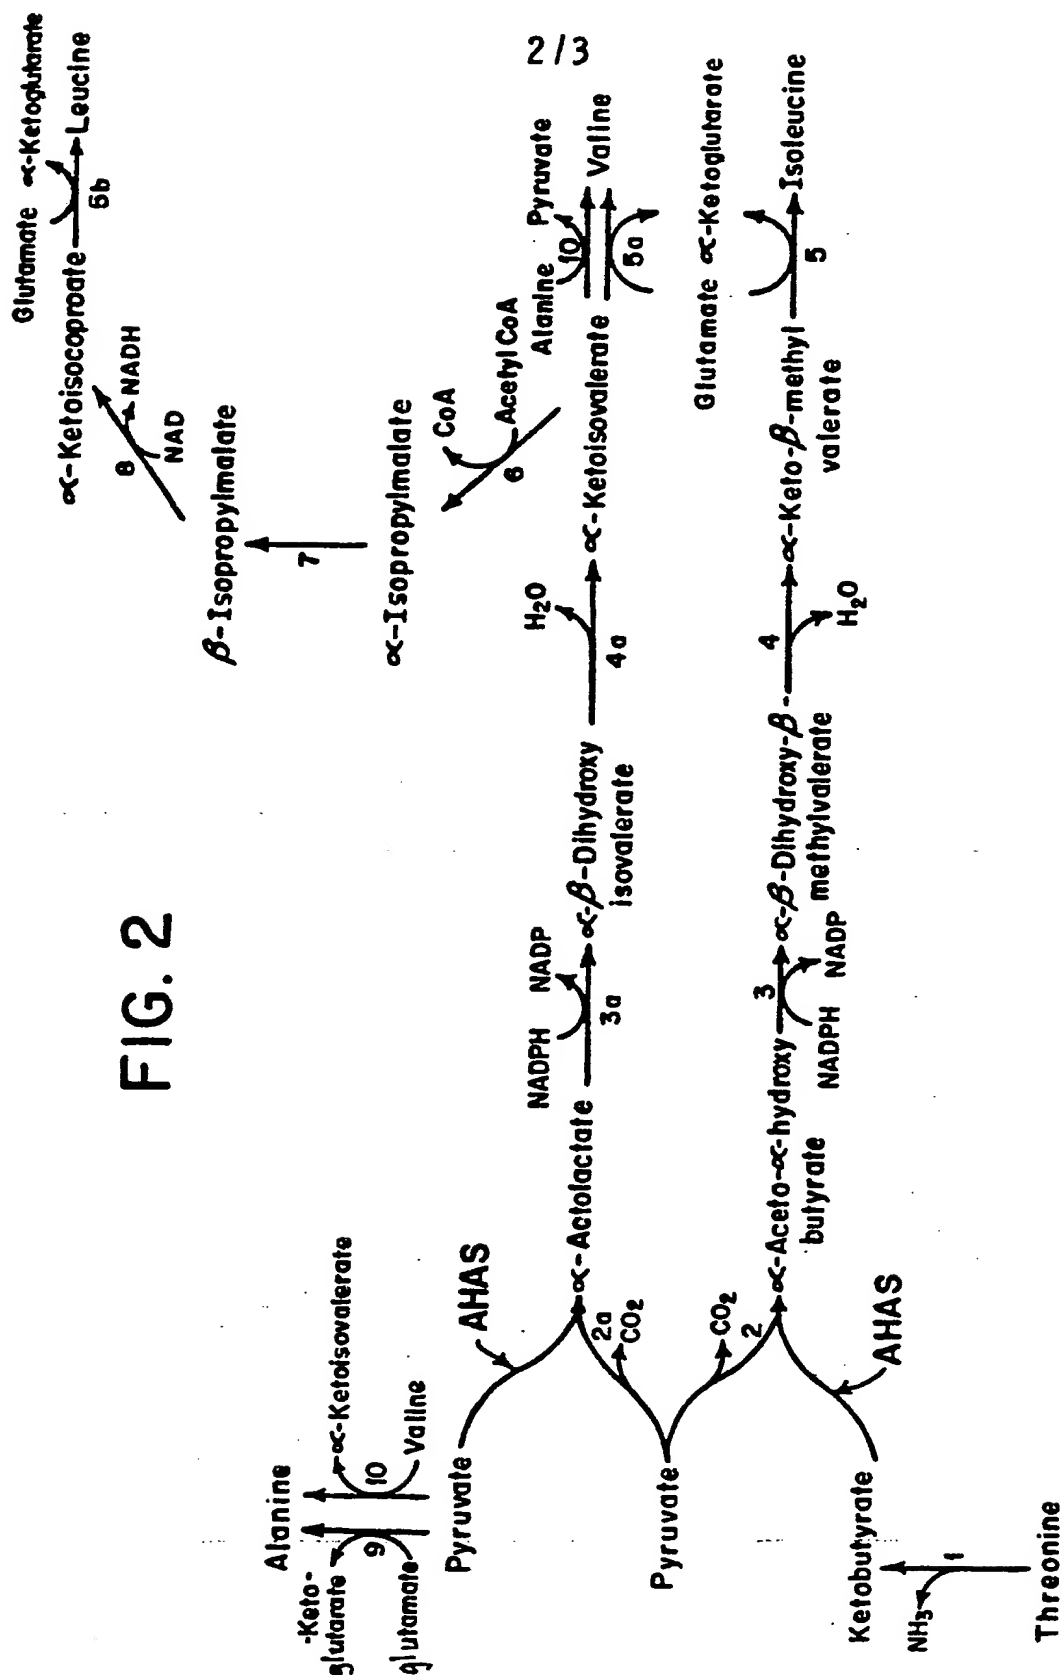 2/3
FIG. 2
Glutamate α-Ketoglutarate
5b
α-Ketoisocoproate
Leucine
NADH
8
NAD
β-Isopropylmalate
7
α-Isopropylmalate
CoA
6
Acetyl CoA
Alanine
-Keto-
glutarate
glutamate
9
10
α-Ketoisovalerate
Valine
Pyruvate
AHAS
2a
CO2
α-Actolactate
NADPH
NADP
3a
α-β-Dihydroxy
isovalerate
H2O
4a
α-Ketoisovalerate
Alanine
Pyruvate
10
Valine
5a
Glutamate α-Ketoglutarate
Pyruvate
CO2
2
AHAS
Ketobutyrate
NH3
1
Threonine
α-Aceto-α-hydroxy
butyrate
3
NADPH
NADP
α-β-Dihydroxy-β-
methylvalerate
4
H2O
α-Keto-β-methyl
valerate
5
Isoleucine